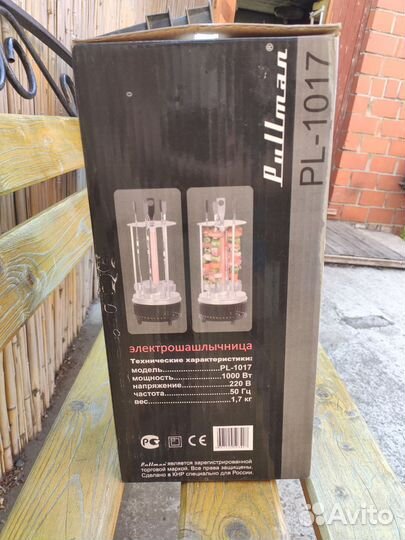 Pullman®
PL-1017
электрошашлычница
Технические характеристики:
модель.....................PL-1017
мощность................1000 Вт
напряжение..............220 В
частота.....................50 Гц
вес............................1,7 кг
РС CE
Pullman® является зарегистрированной
торговой маркой. Все права защищены.
Сделано в КНР специально для России.
Avito